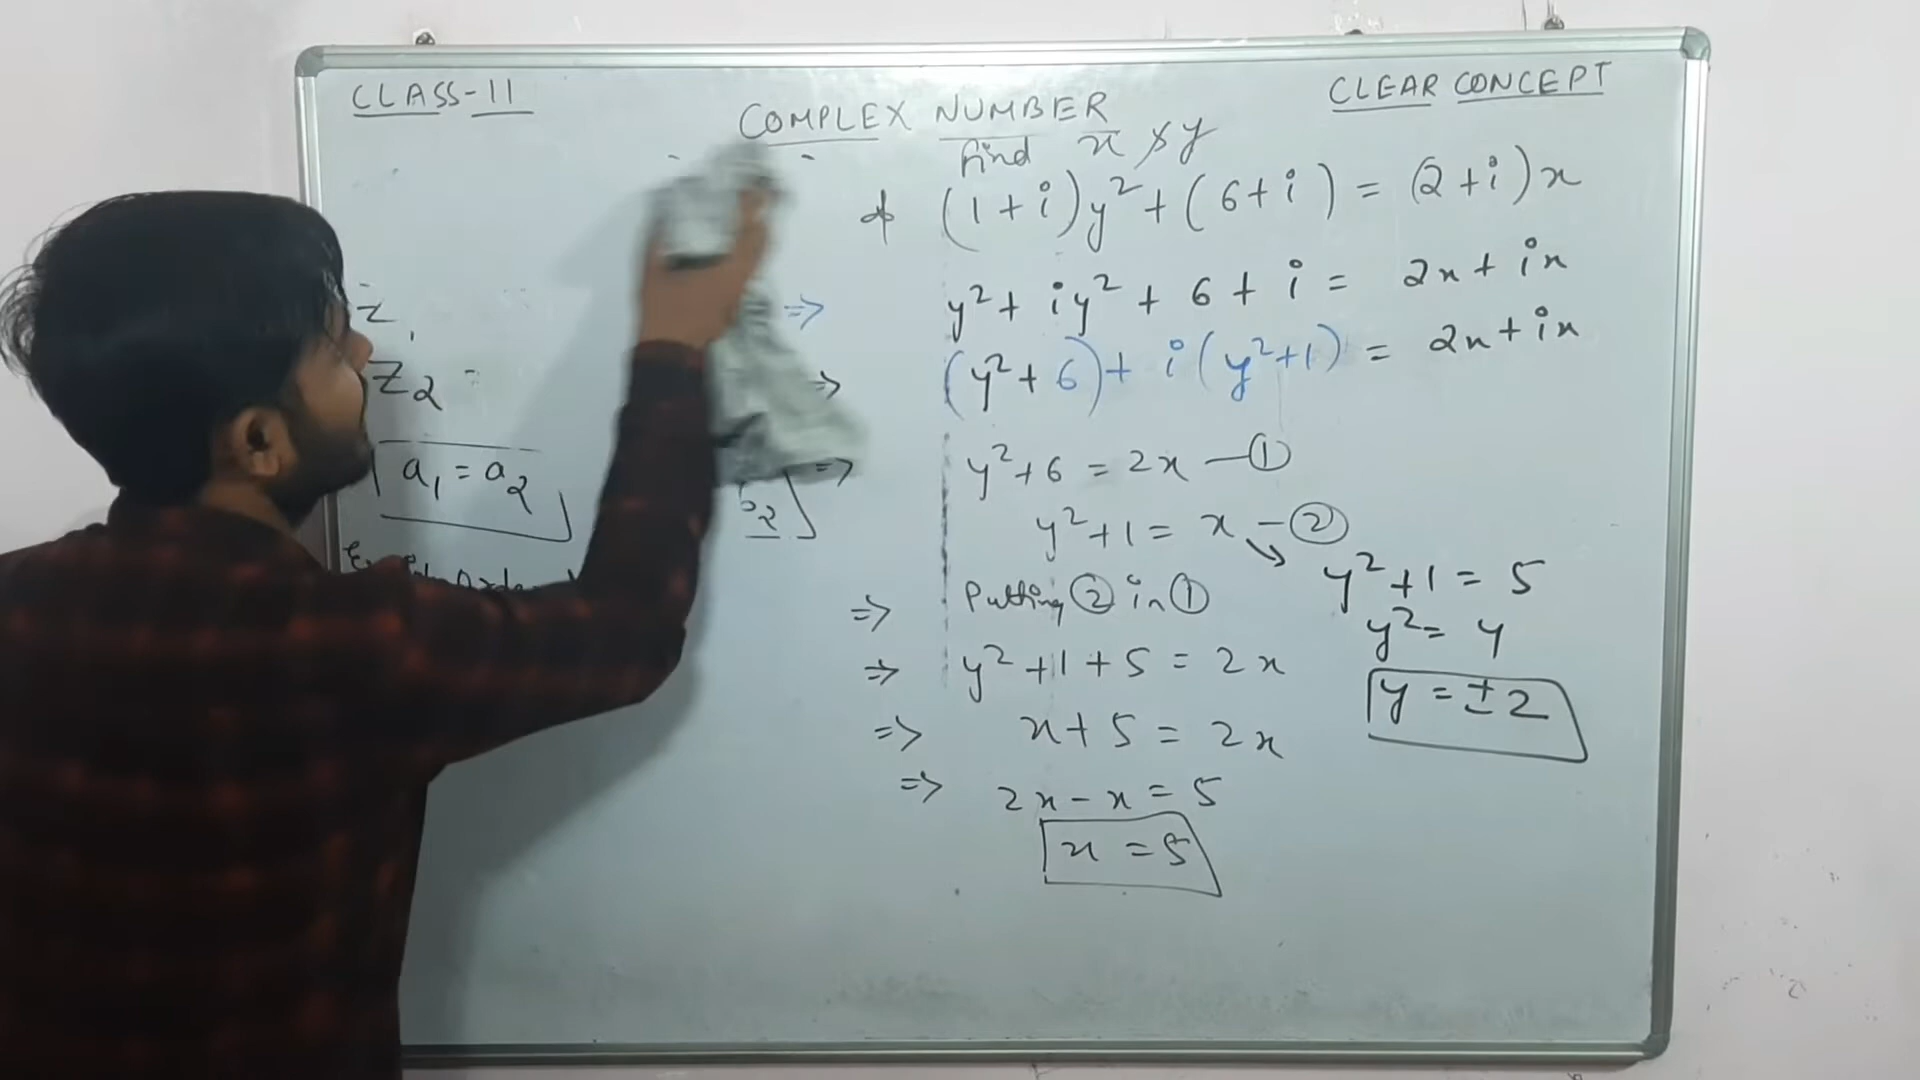 CLASS-11
COMPLEX NUMBER
CLEAR CONCEPT
find x & y
(1+i)y²+(6+i) = (2+i)x
⇒ y²+iy²+6+i = 2x+ix
⇒ (y²+6)+i(y²+1) = 2x+ix
⇒ y²+6 = 2x —①
y²+1 = x —②
⇒ Putting ② in ①
⇒ y²+1+5 = 2x
⇒ x+5 = 2x
⇒ 2x-x = 5
x = 5
y²+1 = 5
y² = 4
y = ±2
Z₁
Z₂ =
a₁ = a₂
b₂